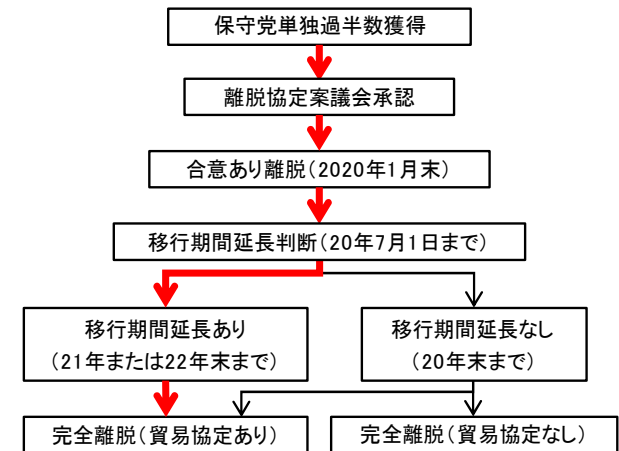 保守党単独過半数獲得
離脱協定案議会承認
合意あり離脱（2020年1月末）
移行期間延長判断（20年7月1日まで）
移行期間延長あり
（21年または22年末まで）
移行期間延長なし
（20年末まで）
完全離脱（貿易協定あり）
完全離脱（貿易協定なし）